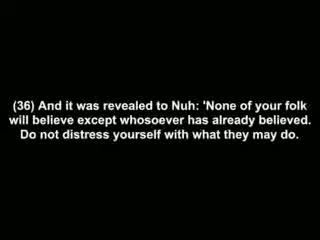 (36) And it was revealed to Nuh: 'None of your folk
will believe except whosoever has already believed.
Do not distress yourself with what they may do.